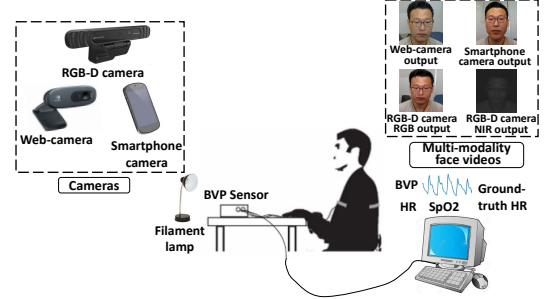 RGB-D camera
Web-camera
Smartphone
camera
Cameras
Filament
lamp
BVP Sensor
Web-camera
output
Smartphone
camera output
RGB-D camera
RGB output
RGB-D camera
NIR output
Multi-modality
face videos
BVP
HR SpO2
Ground-
truth HR